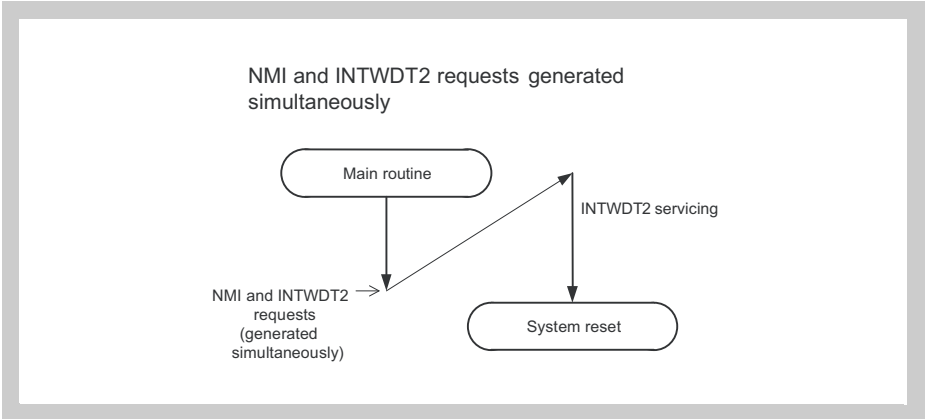 NMI and INTWDT2 requests generated
simultaneously
Main routine
INTWDT2 servicing
NMI and INTWDT2
requests
(generated
simultaneously)
System reset